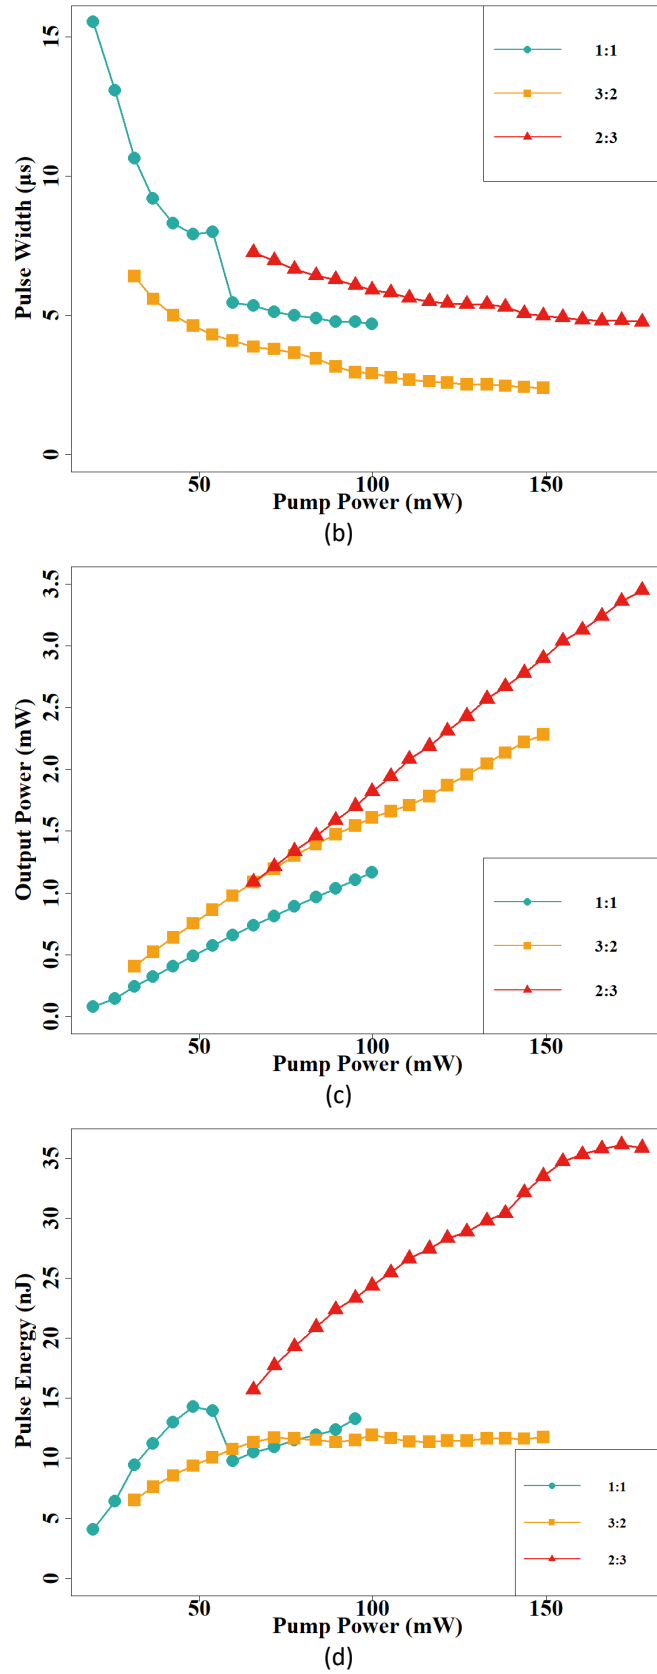 15
10
5
0
Pulse Width (μs)
1:1
3:2
2:3
50 100 150
Pump Power (mW)
(b)
3.5
3.0
2.5
2.0
1.5
1.0
0.5
0.0
Output Power (mW)
1:1
3:2
2:3
50 100 150
Pump Power (mW)
(c)
35
30
25
20
15
10
5
0
Pulse Energy (nJ)
1:1
3:2
2:3
50 100 150
Pump Power (mW)
(d)